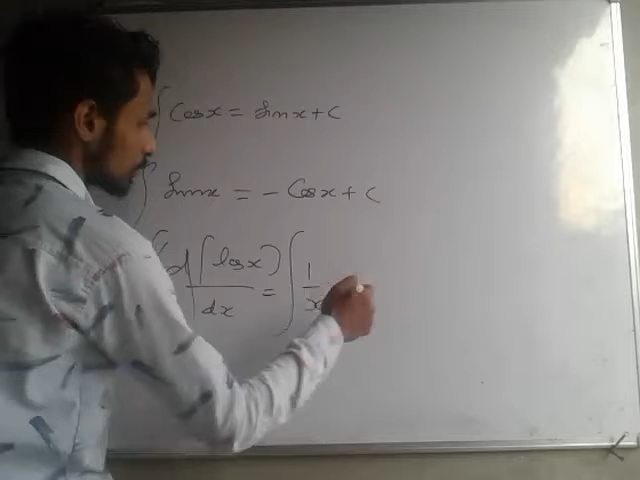 ∫ Cos x = Sin x + C
∫ Sin x = - Cos x + C
∫ d(log x)/dx = ∫ 1/x